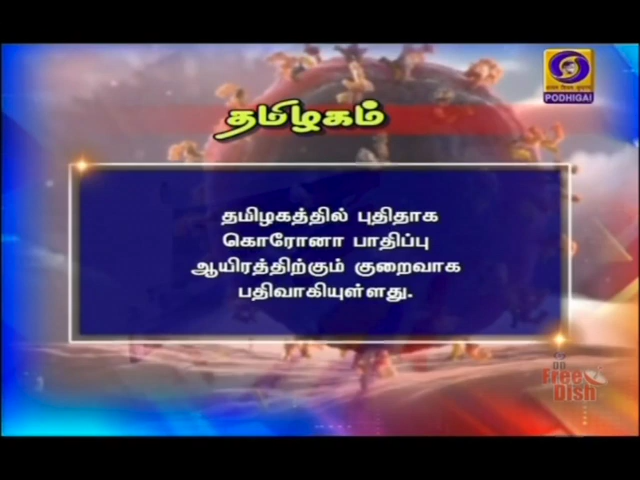 தமிழகம்
PODHIGAI
தமிழகத்தில் புதிதாக
கொரோனா பாதிப்பு
ஆயிரத்திற்கும் குறைவாக
பதிவாகியுள்ளது.
DD
Free
Dish